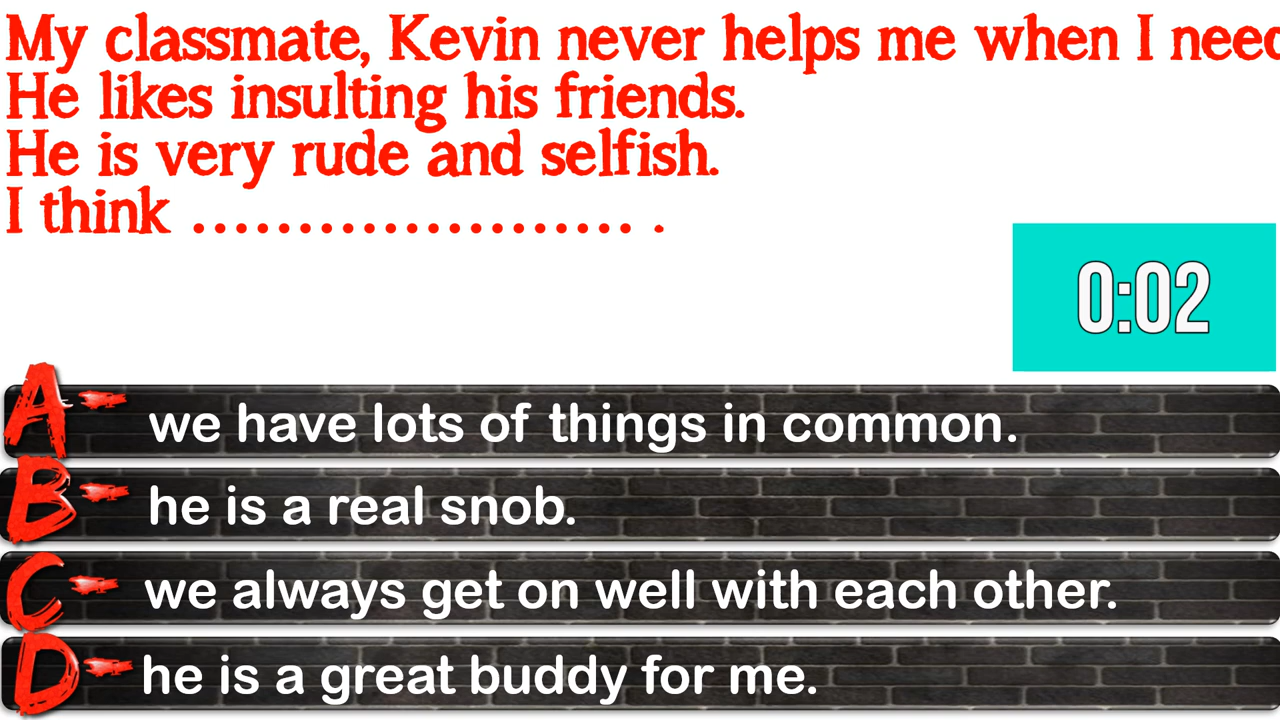 My classmate, Kevin never helps me when I need
He likes insulting his friends.
He is very rude and selfish.
I think ..................... .
0:02
A- we have lots of things in common.
B- he is a real snob.
C- we always get on well with each other.
D- he is a great buddy for me.